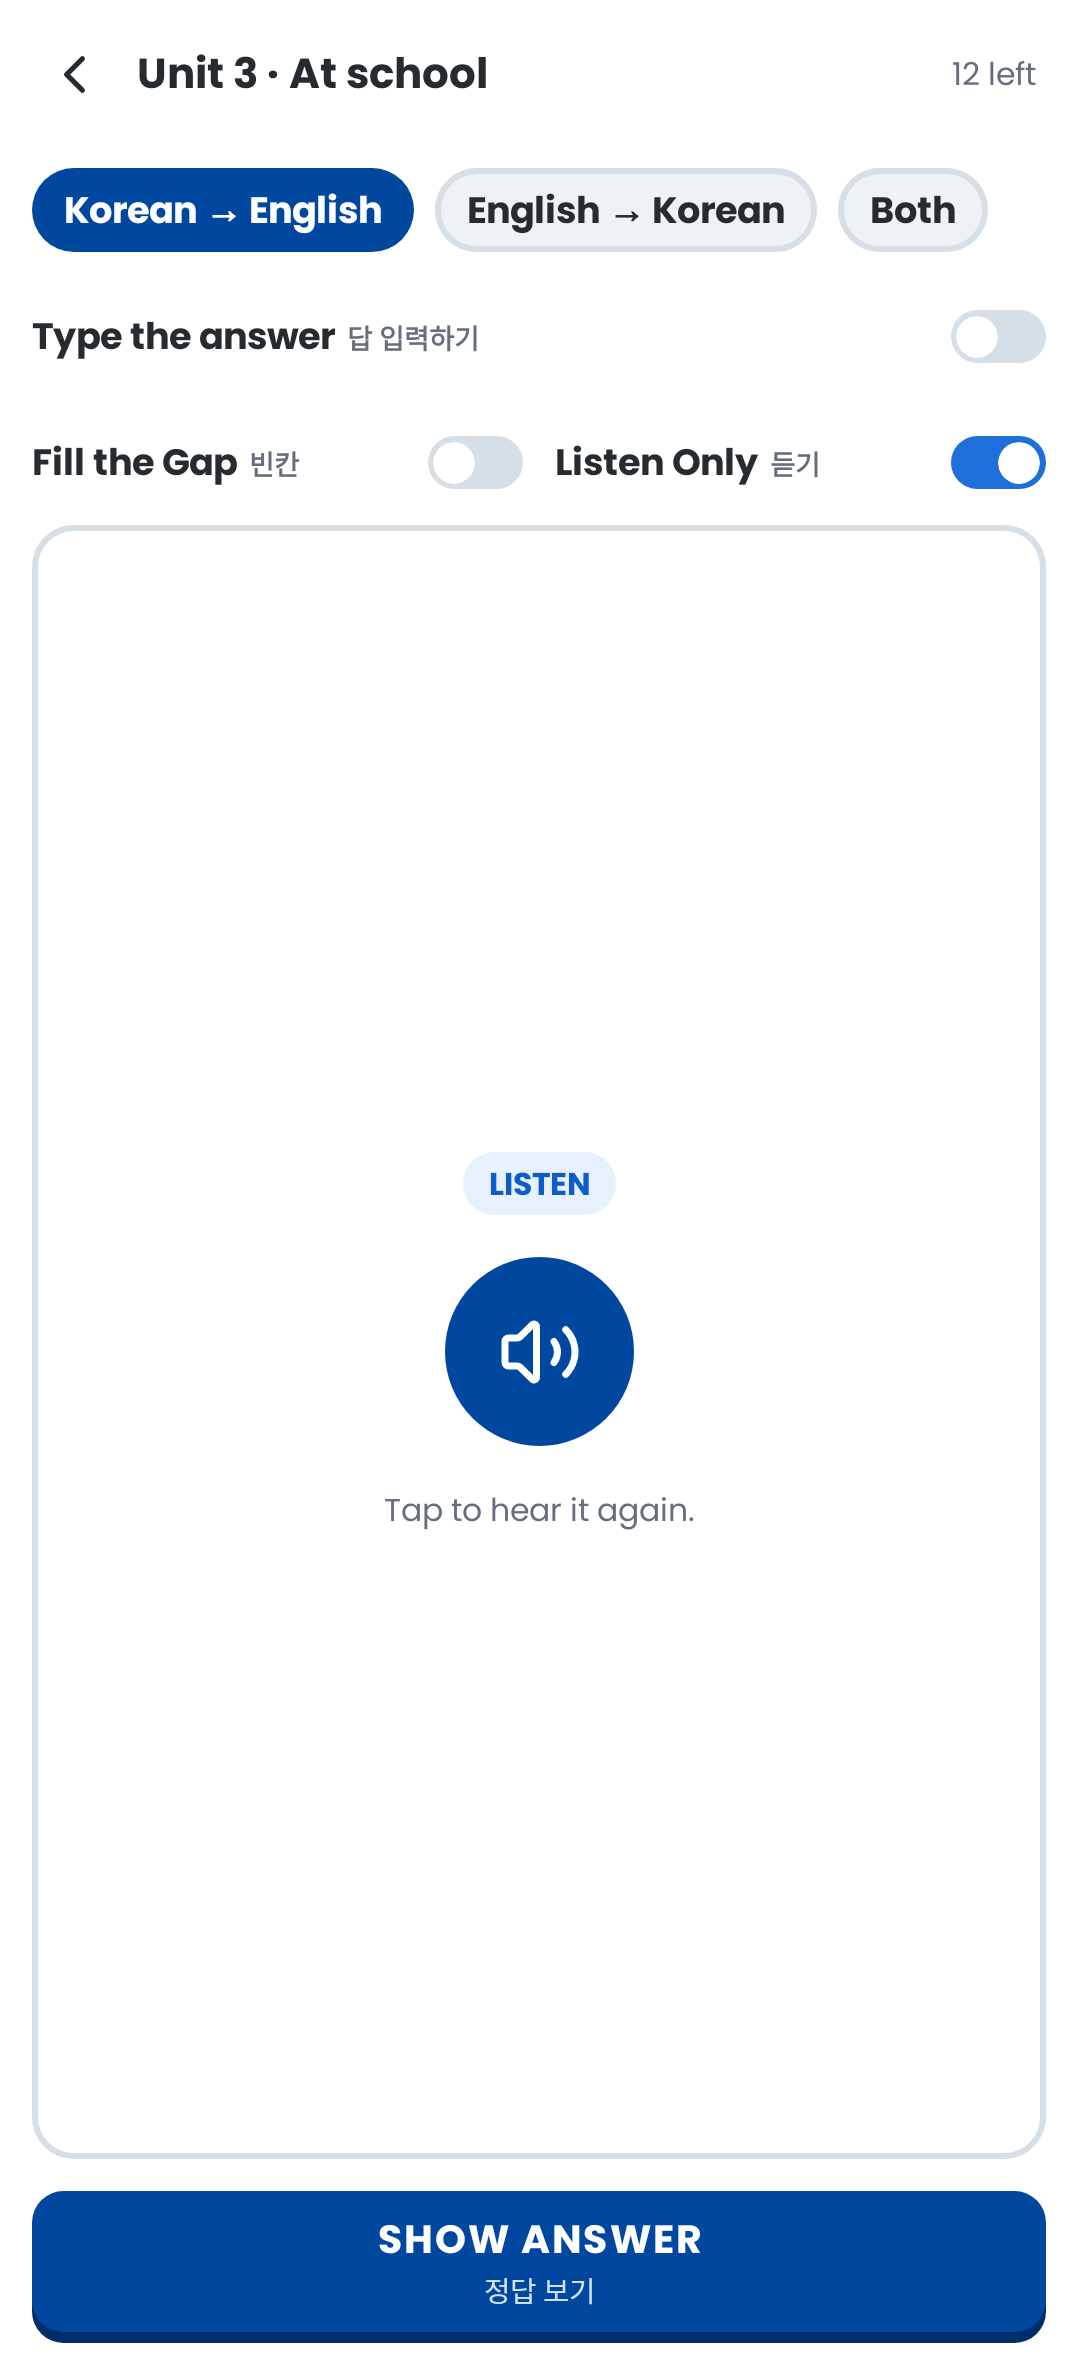 Unit 3 · At school
12 left
Korean → English
English → Korean
Both
Type the answer 답 입력하기
Fill the Gap 빈칸
Listen Only 듣기
LISTEN
Tap to hear it again.
SHOW ANSWER
정답 보기